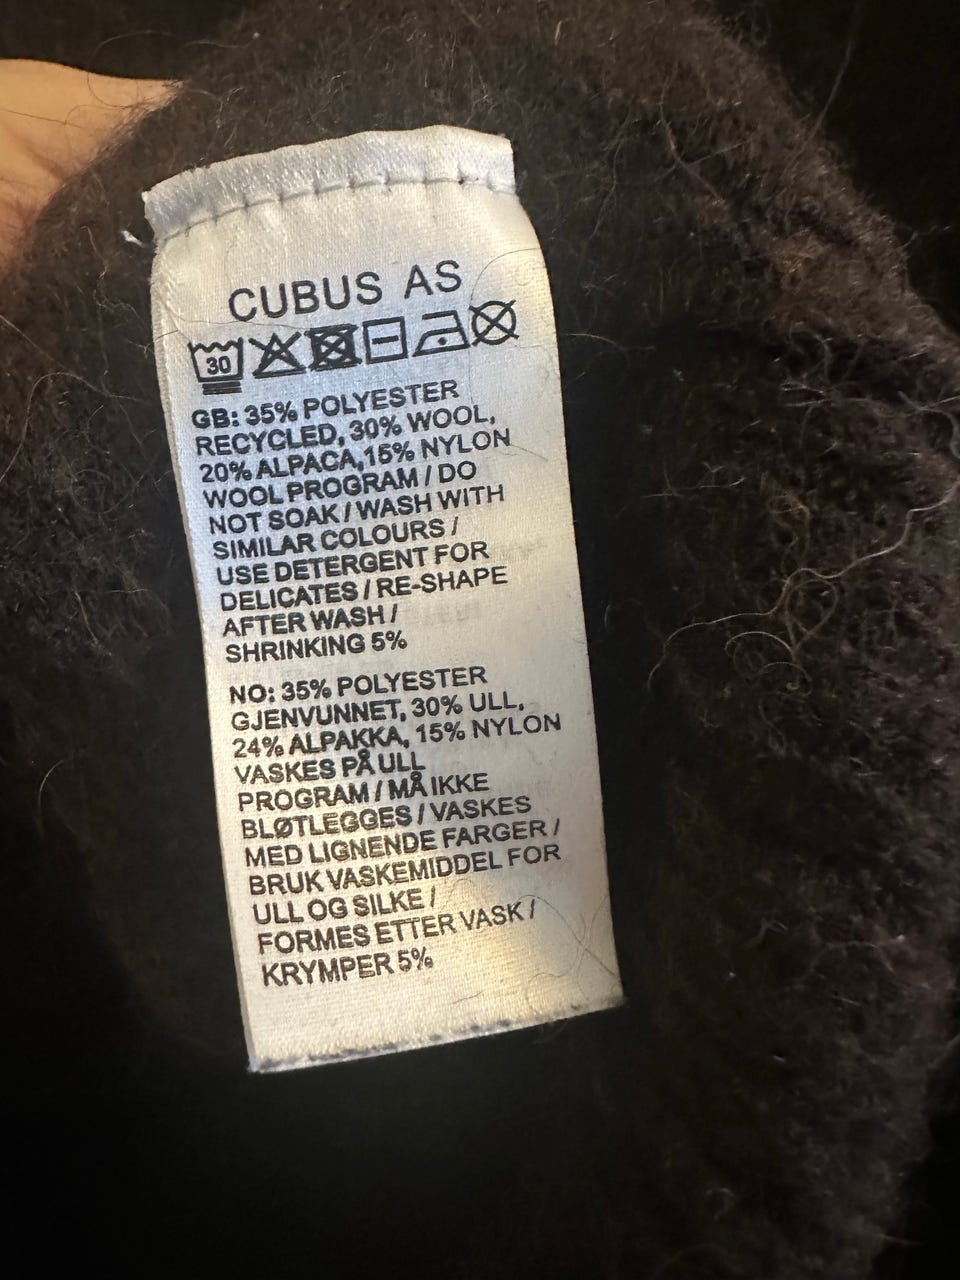 CUBUS AS
30
GB: 35% POLYESTER
RECYCLED, 30% WOOL,
20% ALPACA,15% NYLON
WOOL PROGRAM / DO
NOT SOAK / WASH WITH
SIMILAR COLOURS /
USE DETERGENT FOR
DELICATES / RE-SHAPE
AFTER WASH /
SHRINKING 5%
NO: 35% POLYESTER
GJENVUNNET, 30% ULL,
24% ALPAKKA, 15% NYLON
VASKES PÅ ULL
PROGRAM / MÅ IKKE
BLØTLEGGES / VASKES
MED LIGNENDE FARGER /
BRUK VASKEMIDDEL FOR
ULL OG SILKE /
FORMES ETTER VASK /
KRYMPER 5%